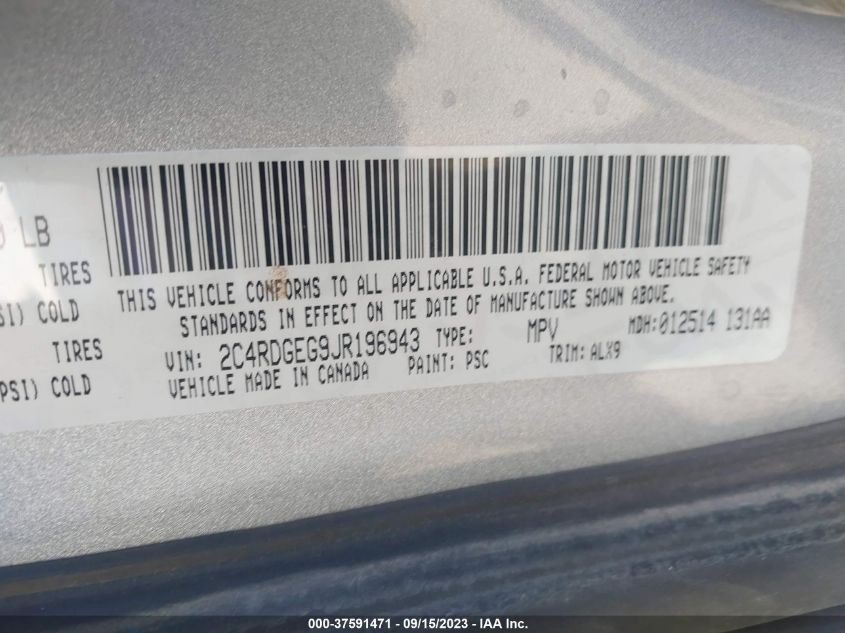 LB
TIRES
COLD
TIRES
PSI) COLD
THIS VEHICLE CONFORMS TO ALL APPLICABLE U.S.A. FEDERAL MOTOR VEHICLE SAFETY
STANDARDS IN EFFECT ON THE DATE OF MANUFACTURE SHOWN ABOVE.
VIN: 2C4RDGEG9JR196943 TYPE: MPV MDH:012514 131AA
VEHICLE MADE IN CANADA PAINT: PSC TRIM: ALX9
000-37591471 - 09/15/2023 - IAA Inc.